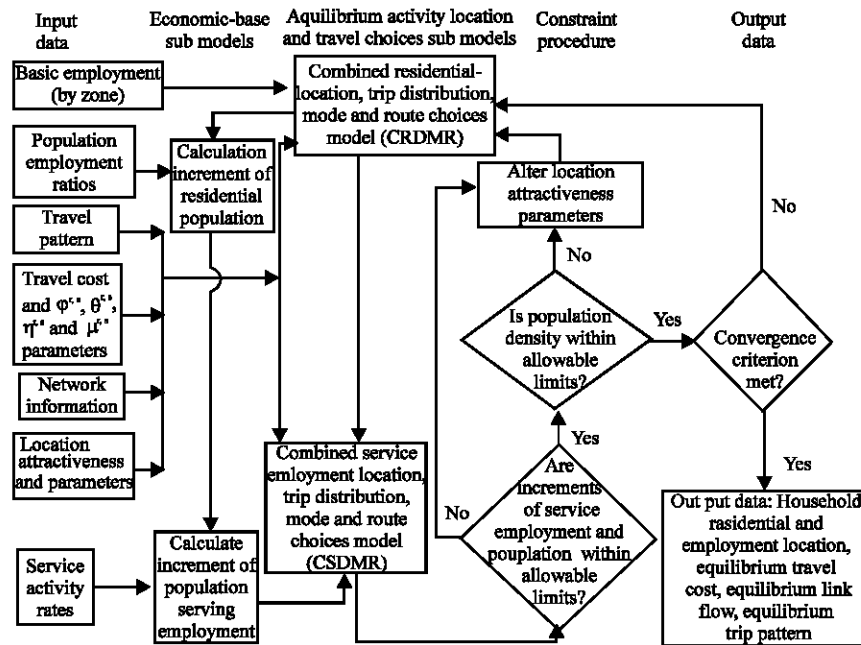 Input
data
Economic-base
sub models
Aquilibrium activity location
and travel choices sub models
Constraint
procedure
Output
data
Basic employment
(by zone)
Population
employment
ratios
Travel
pattern
Travel cost
and φʳ·ˢ, θʳ·ˢ,
ηʳ·ˢ and μʳ·ˢ
parameters
Network
information
Location
attractiveness
and parameters
Service
activity
rates
Calculation
increment of
residential
population
Calculate
increment of
population
serving
employment
Combined residential-
location, trip distribution,
mode and route choices
model (CRDMR)
Combined service
emloyment location,
trip distribution,
mode and route
choices model
(CSDMR)
Alter location
attractiveness
parameters
No
Is population
density within
allowable
limits?
Yes
Yes
No
Are
increments
of service
employment and
pouplation within
allowable
limits?
No
Convergence
criterion
met?
Yes
Out put data: Household
rasidential and
employment location,
equilibrium travel
cost, equilibrium link
flow, equilibrium
trip pattern